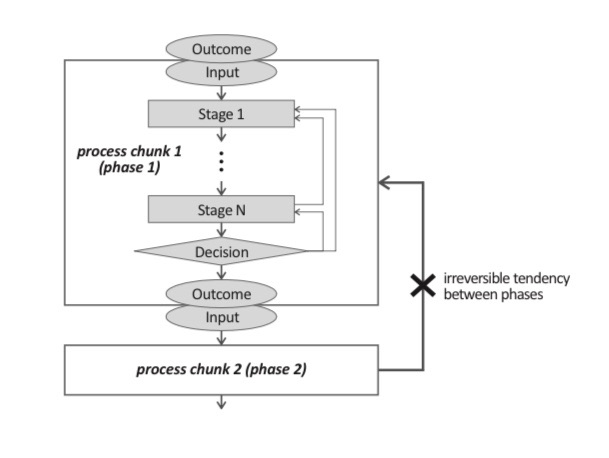 Outcome
Input
Stage 1
process chunk 1
(phase 1)
Stage N
Decision
Outcome
Input
irreversible tendency
between phases
process chunk 2 (phase 2)